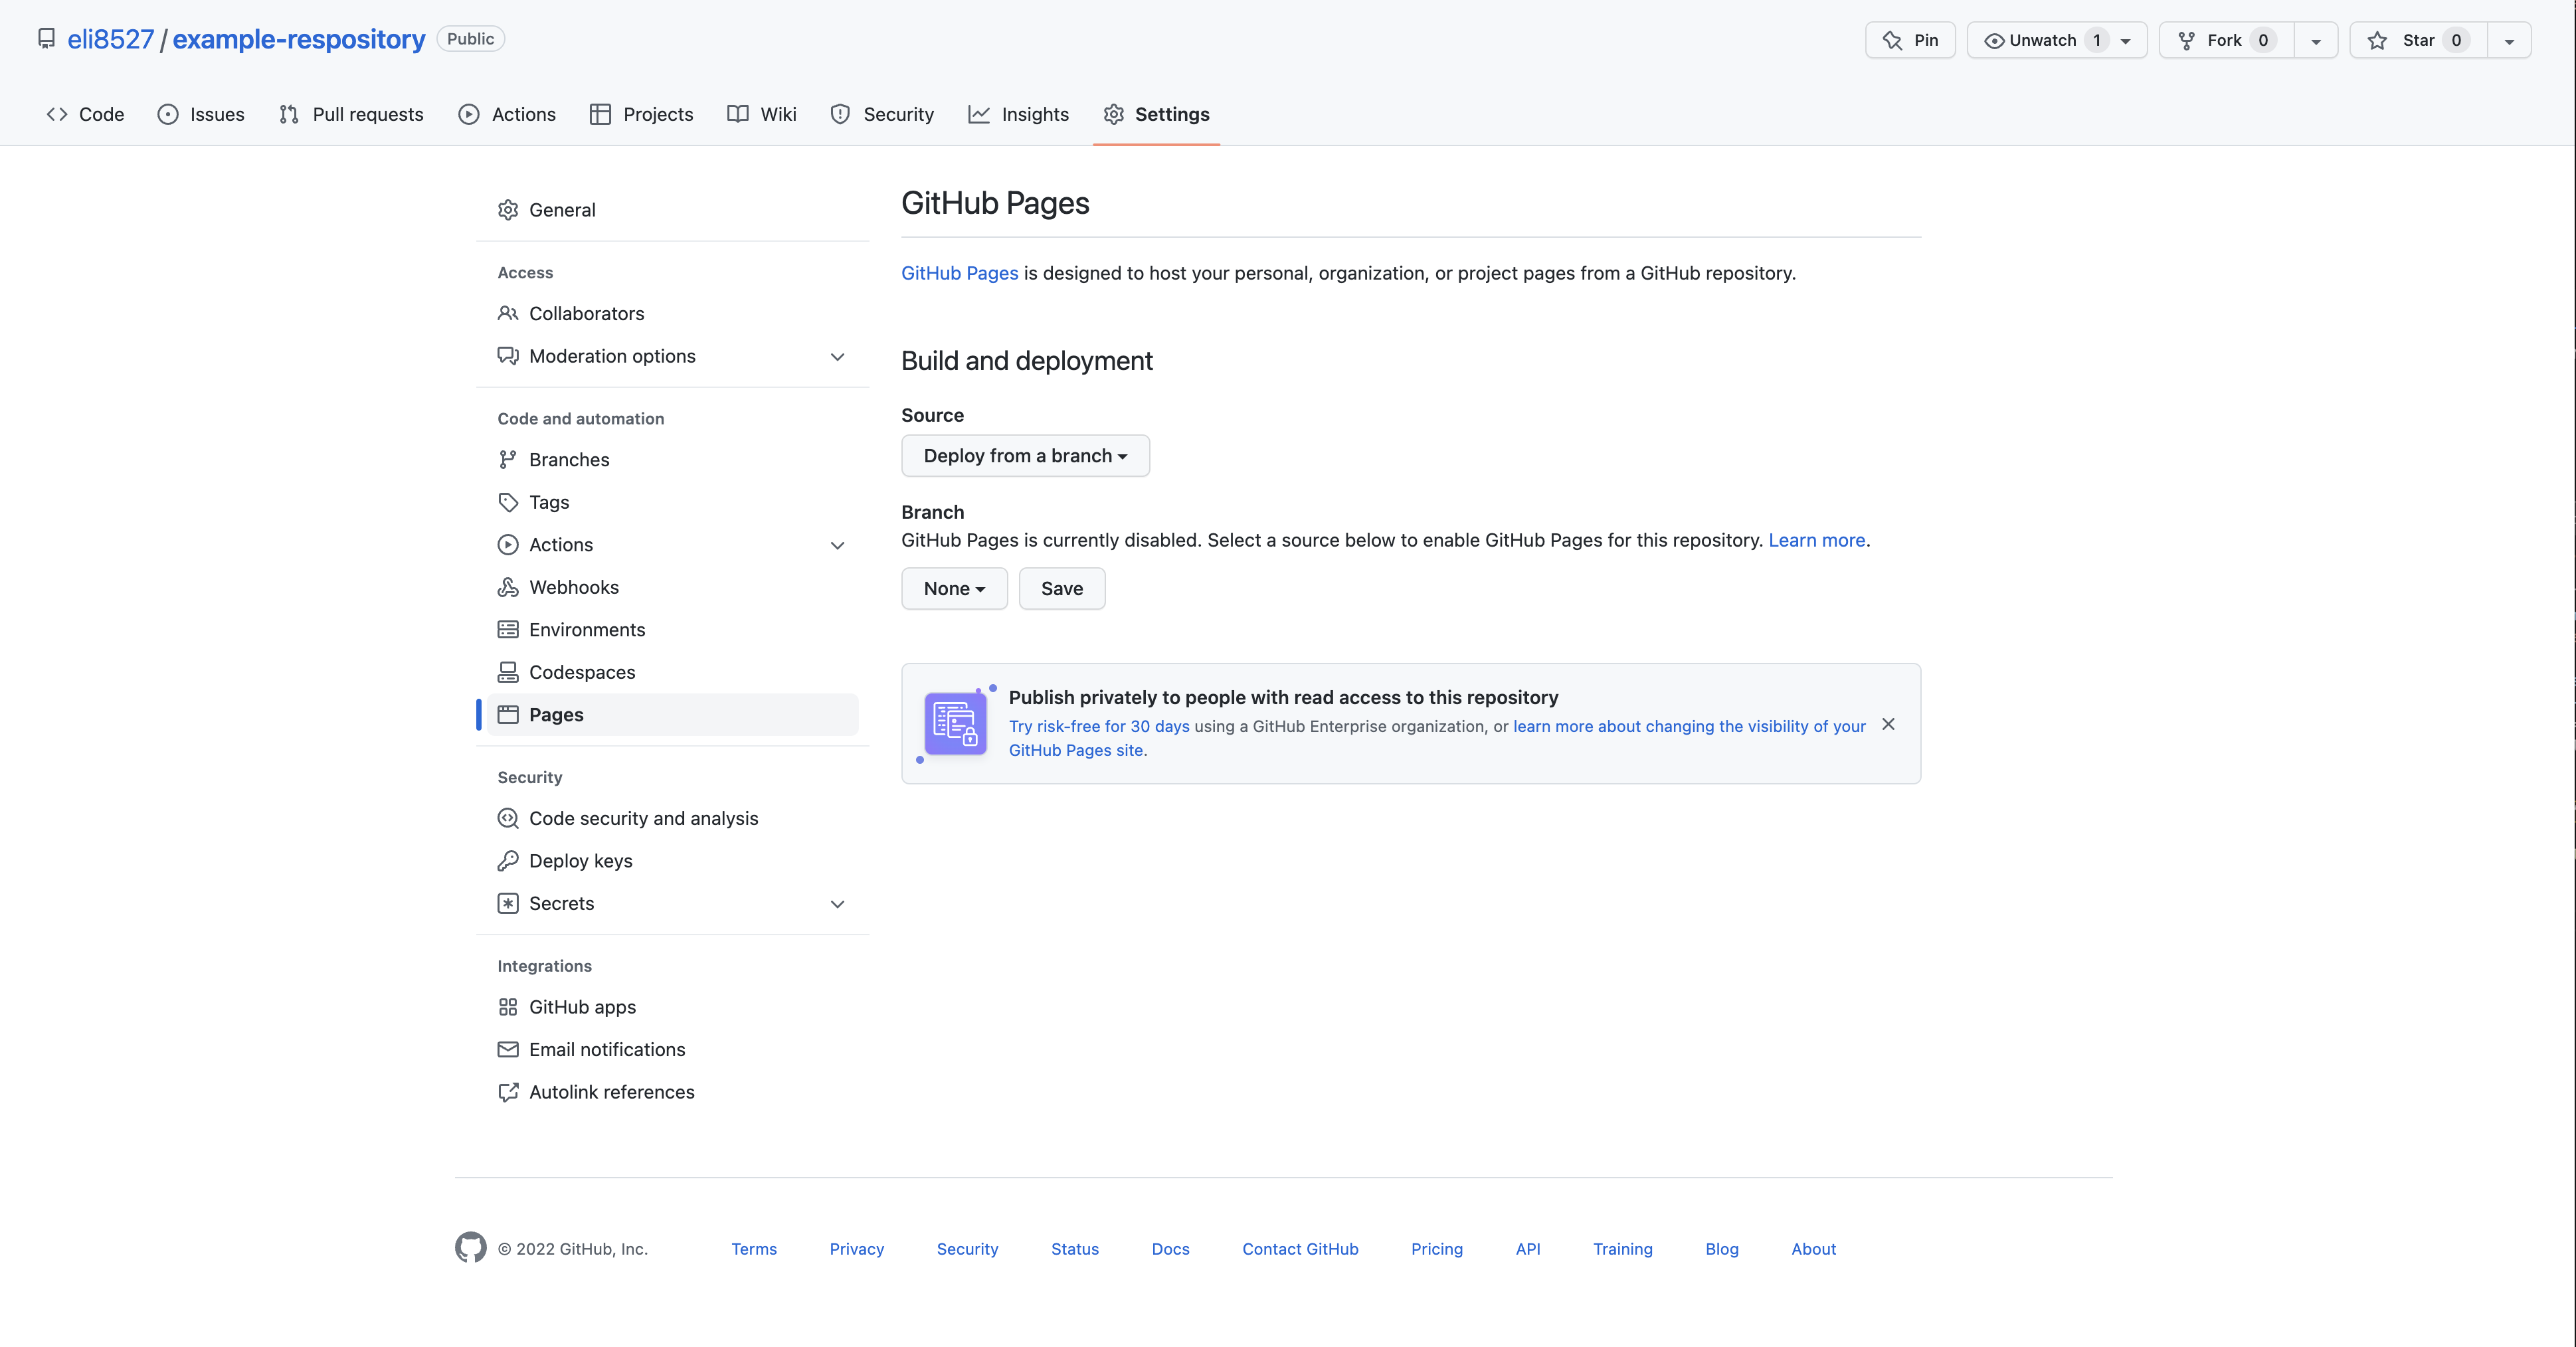 eli8527 / example-respository Public
Pin Unwatch 1 Fork 0 Star 0
Code Issues Pull requests Actions Projects Wiki Security Insights Settings
General
Access
Collaborators
Moderation options
Code and automation
Branches
Tags
Actions
Webhooks
Environments
Codespaces
Pages
Security
Code security and analysis
Deploy keys
Secrets
Integrations
GitHub apps
Email notifications
Autolink references
GitHub Pages
GitHub Pages is designed to host your personal, organization, or project pages from a GitHub repository.
Build and deployment
Source
Deploy from a branch
Branch
GitHub Pages is currently disabled. Select a source below to enable GitHub Pages for this repository. Learn more.
None Save
Publish privately to people with read access to this repository
Try risk-free for 30 days using a GitHub Enterprise organization, or learn more about changing the visibility of your
GitHub Pages site.
© 2022 GitHub, Inc. Terms Privacy Security Status Docs Contact GitHub Pricing API Training Blog About